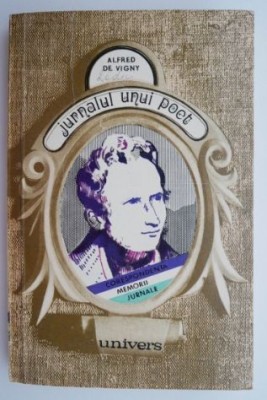 ALFRED
DE VIGNY
jurnalul unui poet
CORESPONDENȚĂ
MEMORII
JURNALE
univers